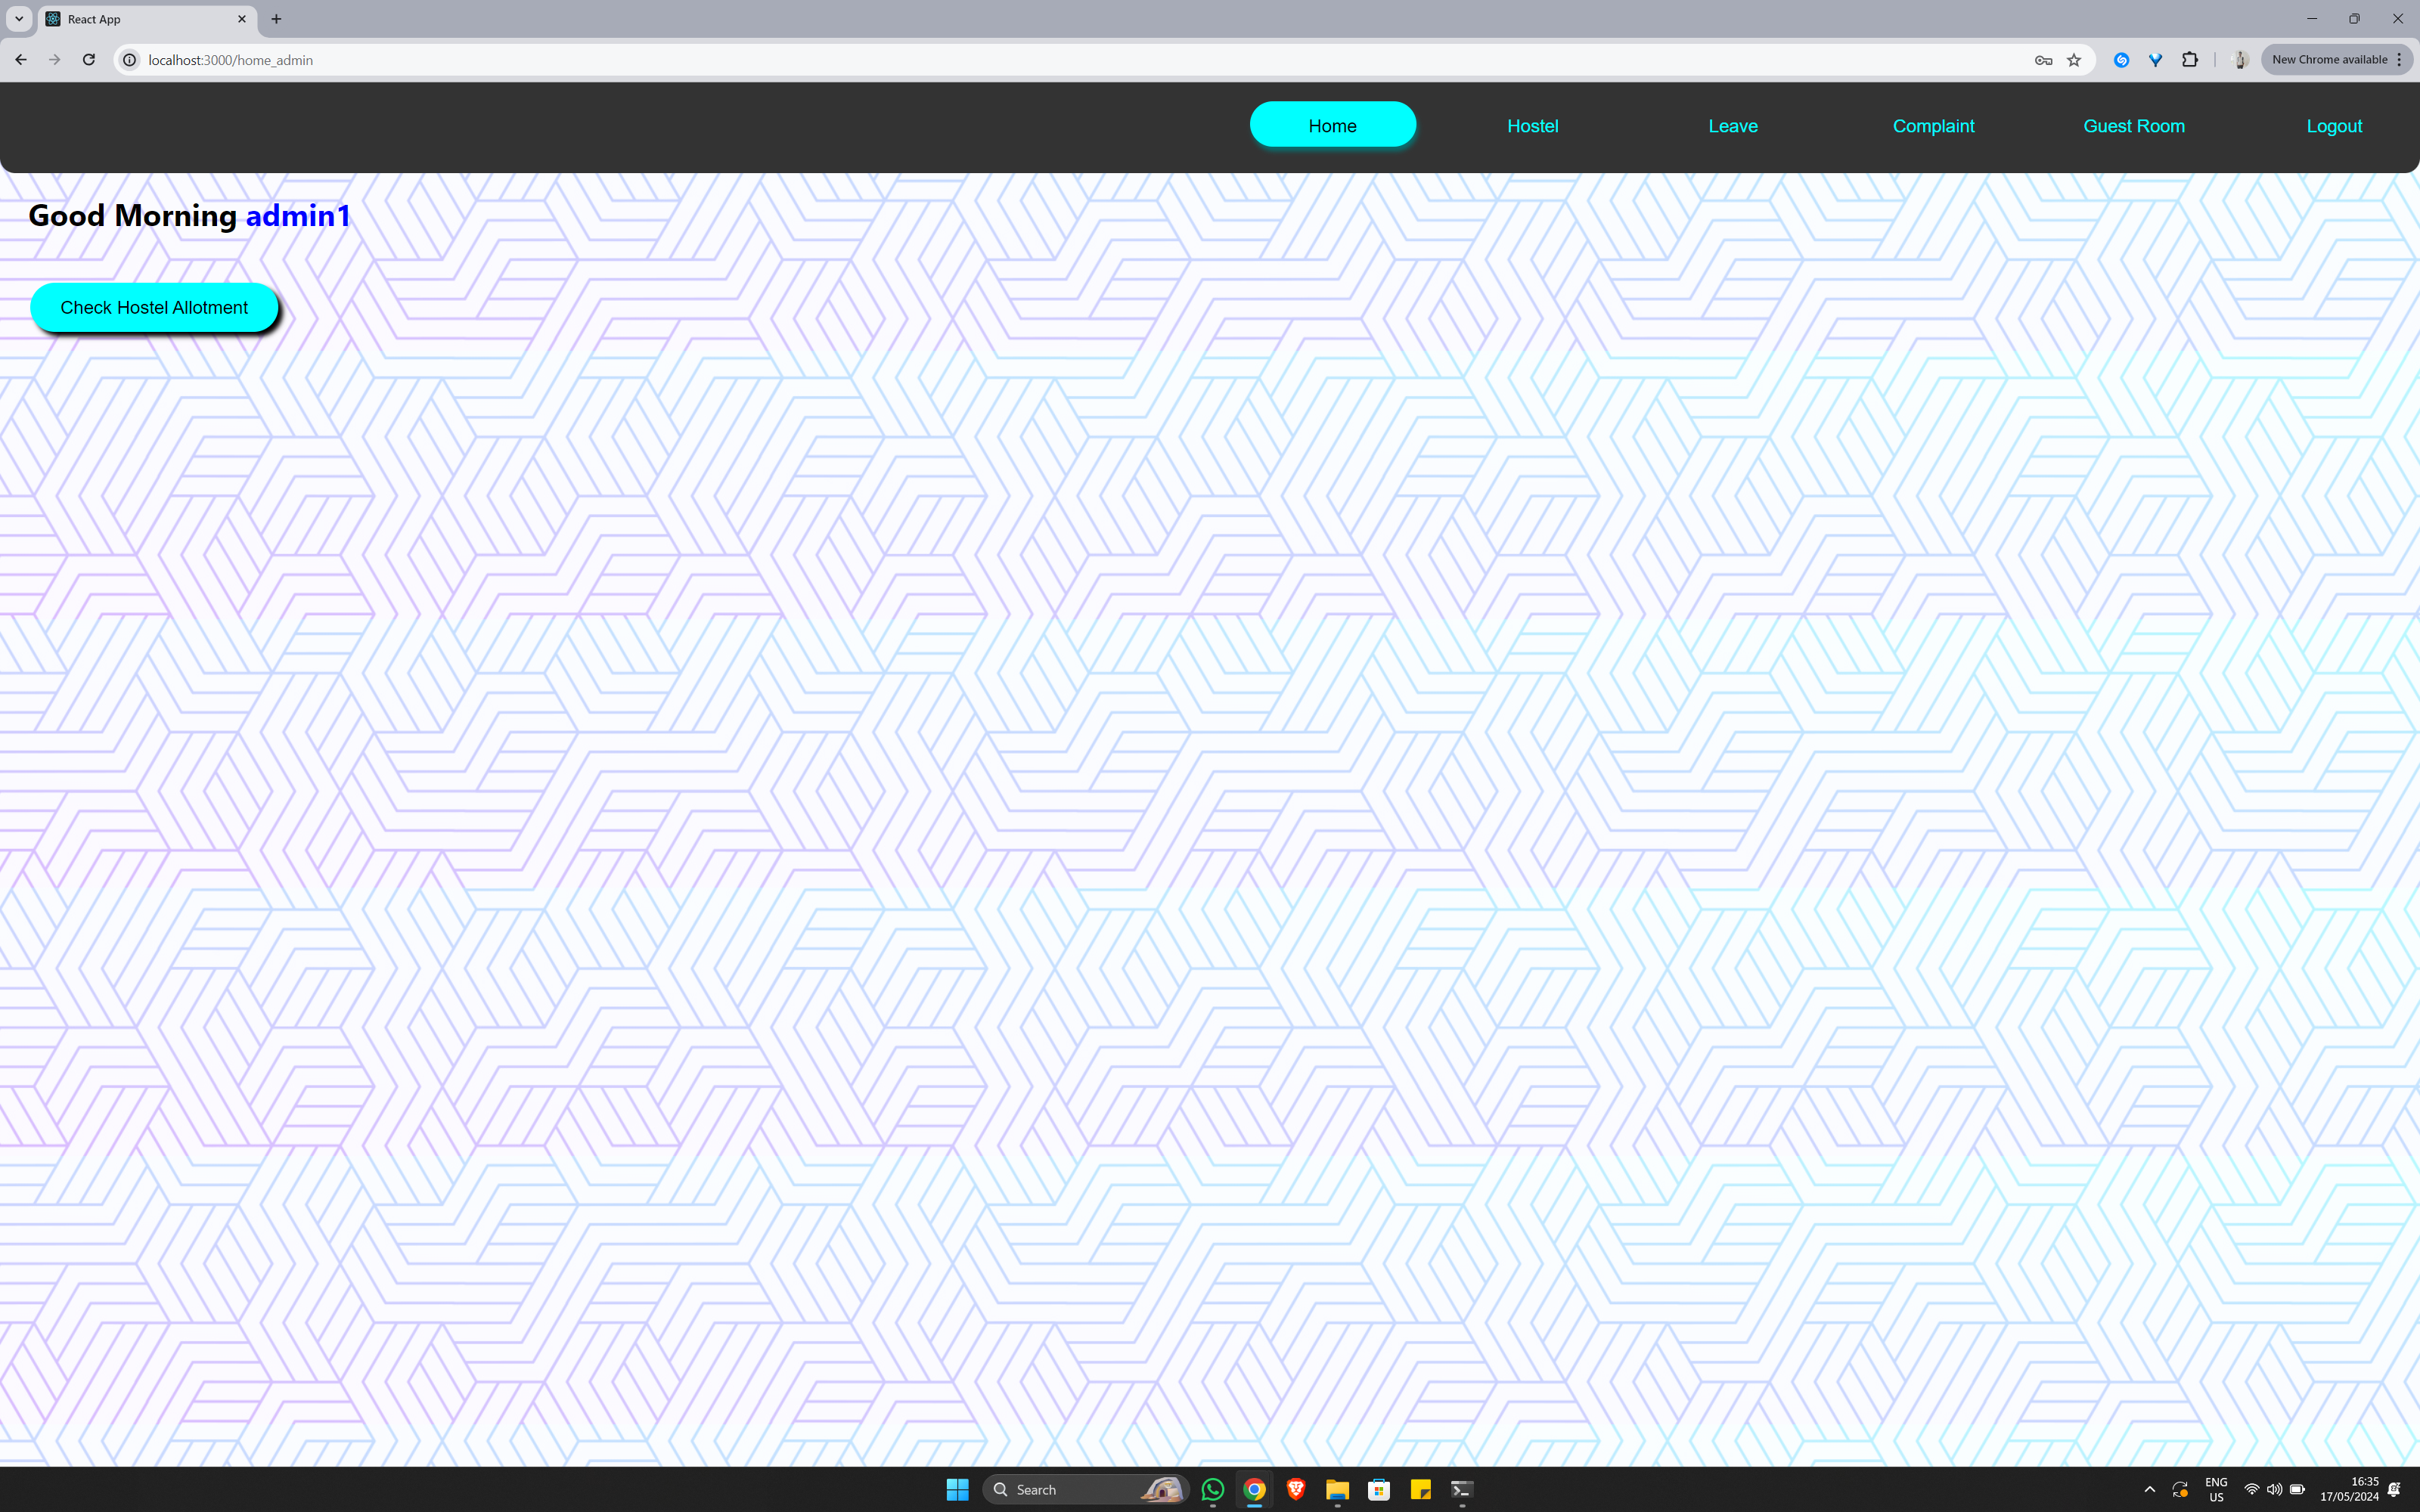 React App
localhost:3000/home_admin
New Chrome available
Home
Hostel
Leave
Complaint
Guest Room
Logout
Good Morning admin1
Check Hostel Allotment
Search
ENG
US
16:35
17/05/2024